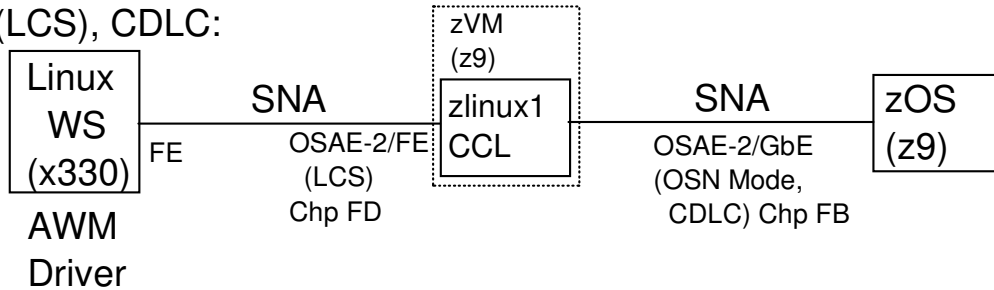 (LCS), CDLC:
Linux
WS
(x330)
AWM
Driver
FE
SNA
OSAE-2/FE
(LCS)
Chp FD
zVM
(z9)
zlinux1
CCL
SNA
OSAE-2/GbE
(OSN Mode,
CDLC) Chp FB
zOS
(z9)